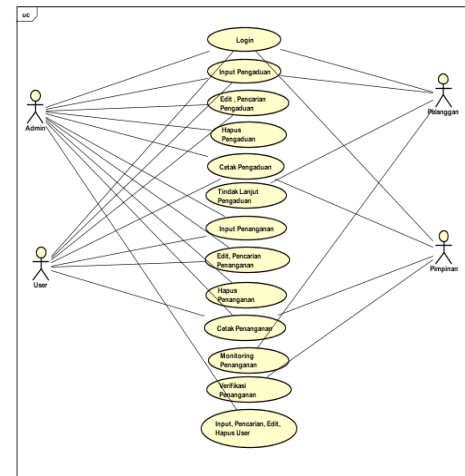 uc
Login
Input Pengaduan
Edit , Pencarian
Pengaduan
Admin
Pelanggan
Hapus
Pengaduan
Cetak Pengaduan
Tindak Lanjut
Pengaduan
Input Penanganan
Edit, Pencarian
Penanganan
User
Pimpinan
Hapus
Penanganan
Cetak Penanganan
Monitoring
Penanganan
Verifikasi
Penanganan
Input, Pencarian, Edit,
Hapus User